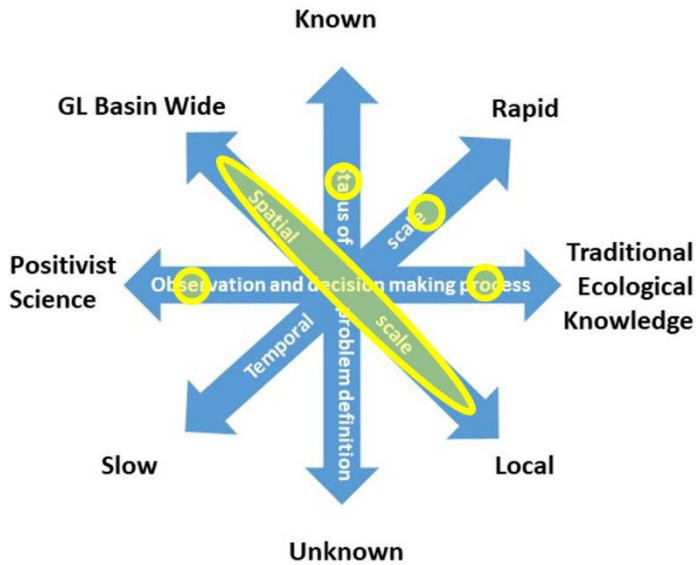 Known
GL Basin Wide
Rapid
Status of
problem definition
Spatial
scale
scale
Temporal
Positivist
Science
Observation and decision making process
Traditional
Ecological
Knowledge
Slow
Local
Unknown